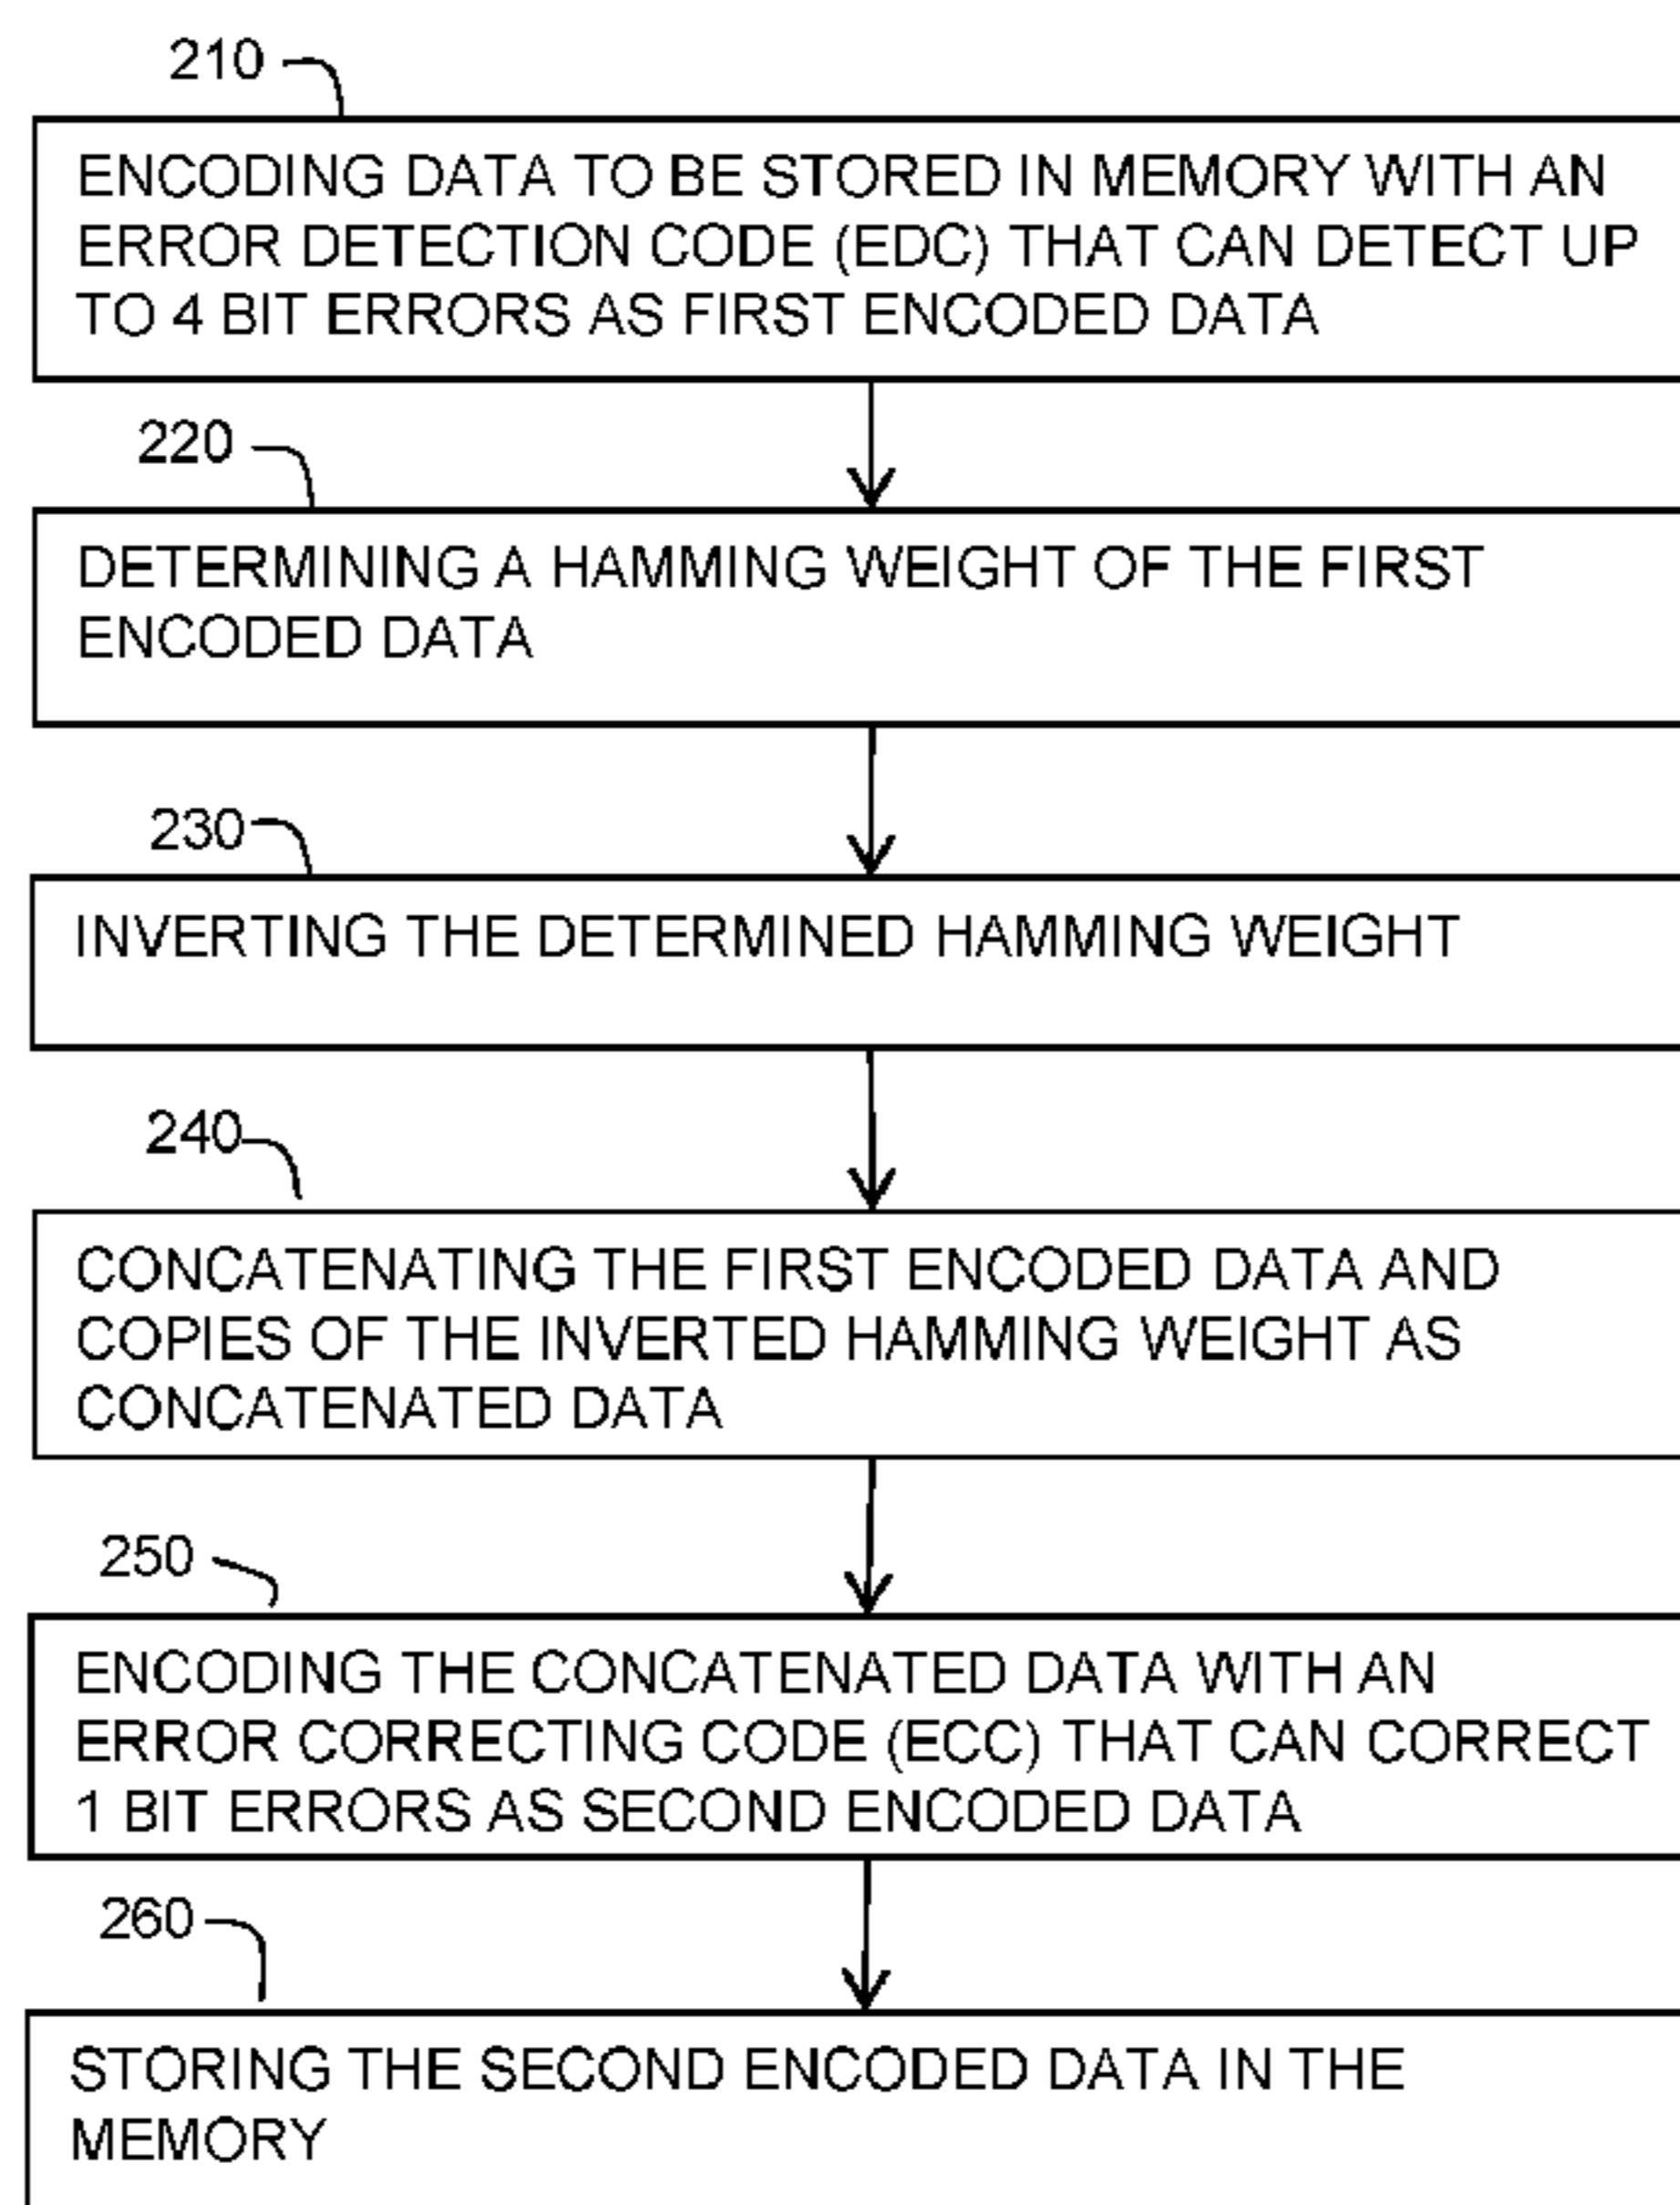 210
ENCODING DATA TO BE STORED IN MEMORY WITH AN
ERROR DETECTION CODE (EDC) THAT CAN DETECT UP
TO 4 BIT ERRORS AS FIRST ENCODED DATA
220
DETERMINING A HAMMING WEIGHT OF THE FIRST
ENCODED DATA
230
INVERTING THE DETERMINED HAMMING WEIGHT
240
CONCATENATING THE FIRST ENCODED DATA AND
COPIES OF THE INVERTED HAMMING WEIGHT AS
CONCATENATED DATA
250
ENCODING THE CONCATENATED DATA WITH AN
ERROR CORRECTING CODE (ECC) THAT CAN CORRECT
1 BIT ERRORS AS SECOND ENCODED DATA
260
STORING THE SECOND ENCODED DATA IN THE
MEMORY